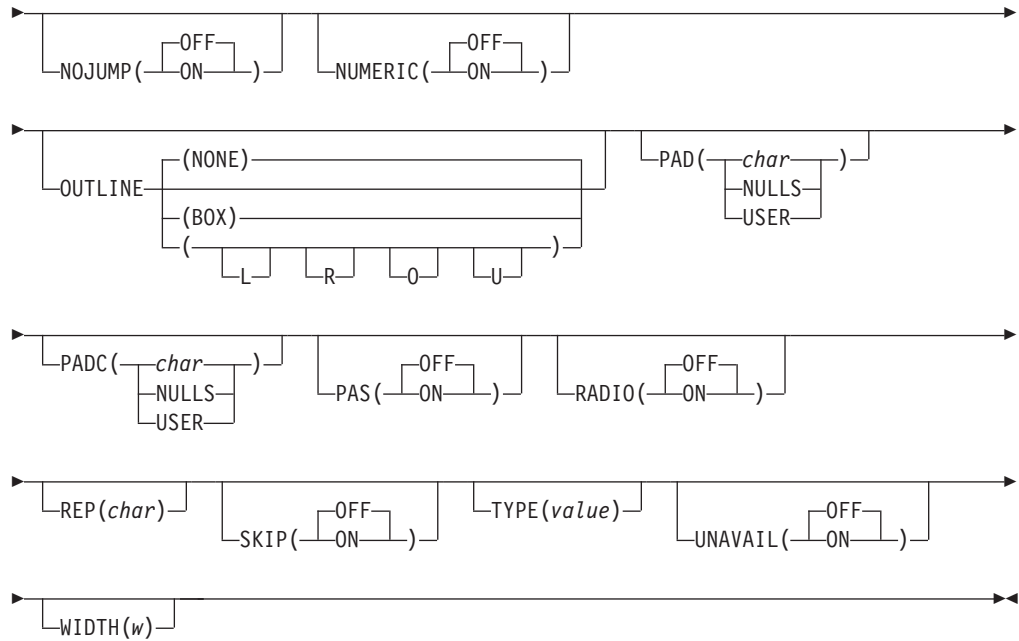 OFF OFF
NOJUMP( ON ) NUMERIC( ON )
(NONE) PAD( char )
OUTLINE NULLS
(BOX) USER
( )
L R O U
PADC( char ) OFF OFF
NULLS PAS( ON ) RADIO( ON )
USER
REP(char) OFF TYPE(value) OFF
SKIP( ON ) UNAVAIL( ON )
WIDTH(w)